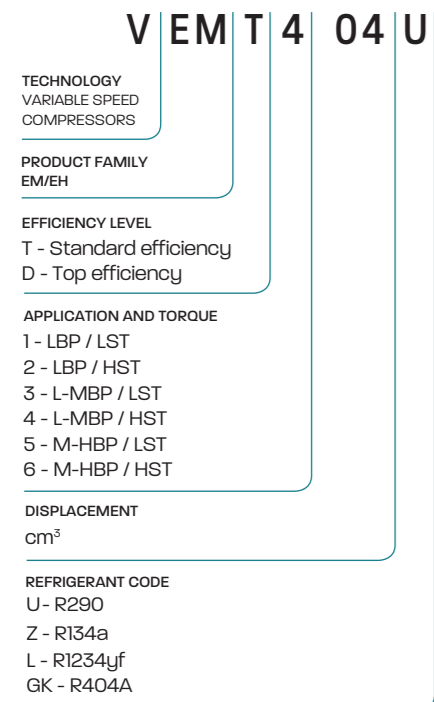 V EM T 4 04 U
TECHNOLOGY
VARIABLE SPEED
COMPRESSORS
PRODUCT FAMILY
EM/EH
EFFICIENCY LEVEL
T - Standard efficiency
D - Top efficiency
APPLICATION AND TORQUE
1 - LBP / LST
2 - LBP / HST
3 - L-MBP / LST
4 - L-MBP / HST
5 - M-HBP / LST
6 - M-HBP / HST
DISPLACEMENT
cm³
REFRIGERANT CODE
U- R290
Z - R134a
L - R1234yf
GK - R404A